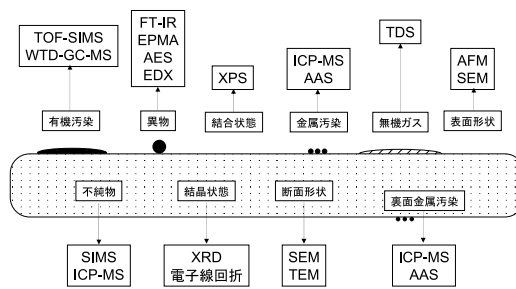 TOF-SIMS
WTD-GC-MS
FT-IR
EPMA
AES
EDX
XPS
ICP-MS
AAS
TDS
AFM
SEM
有機汚染
異物
結合状態
金属汚染
無機ガス
表面形状
不純物
結晶状態
断面形状
裏面金属汚染
SIMS
ICP-MS
XRD
電子線回折
SEM
TEM
ICP-MS
AAS